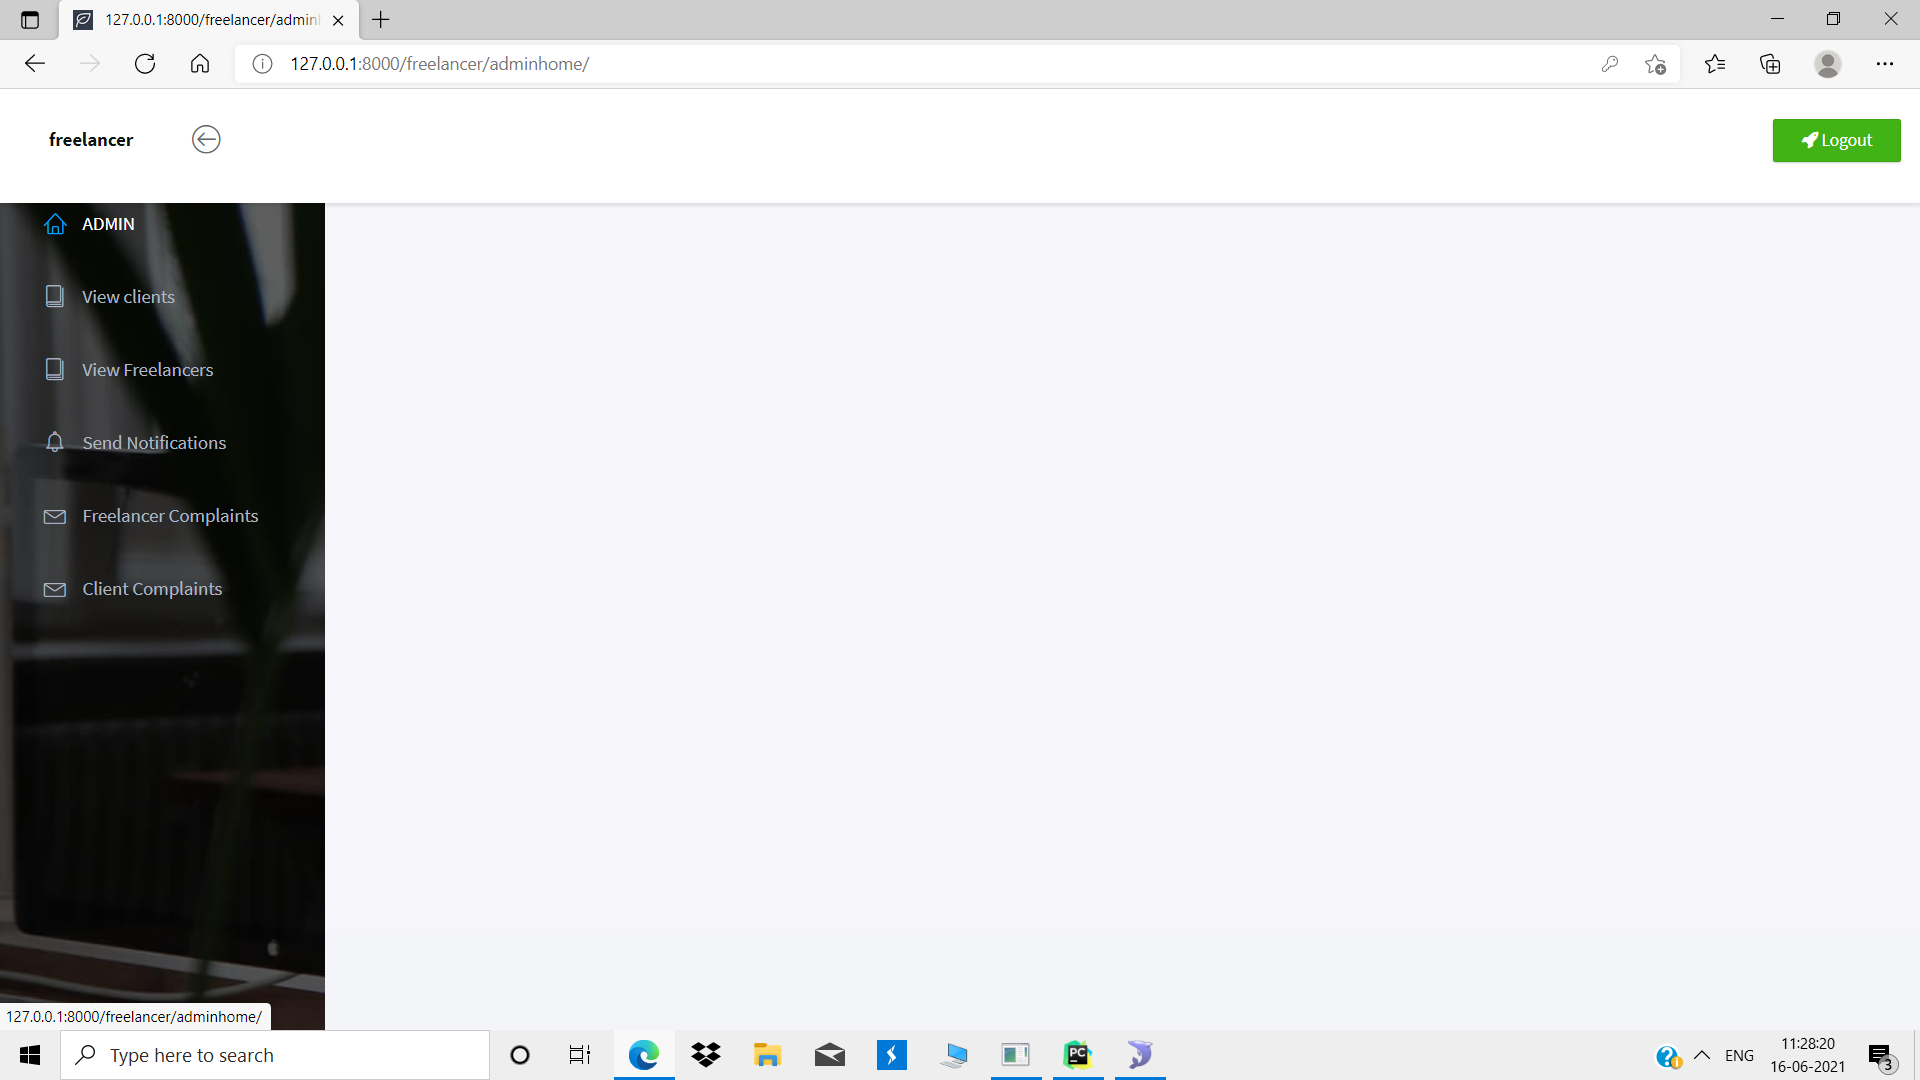 127.0.0.1:8000/freelancer/admin
127.0.0.1:8000/freelancer/adminhome/
freelancer
Logout
ADMIN
View clients
View Freelancers
Send Notifications
Freelancer Complaints
Client Complaints
127.0.0.1:8000/freelancer/adminhome/
Type here to search
PC
ENG
11:28:20
16-06-2021
3